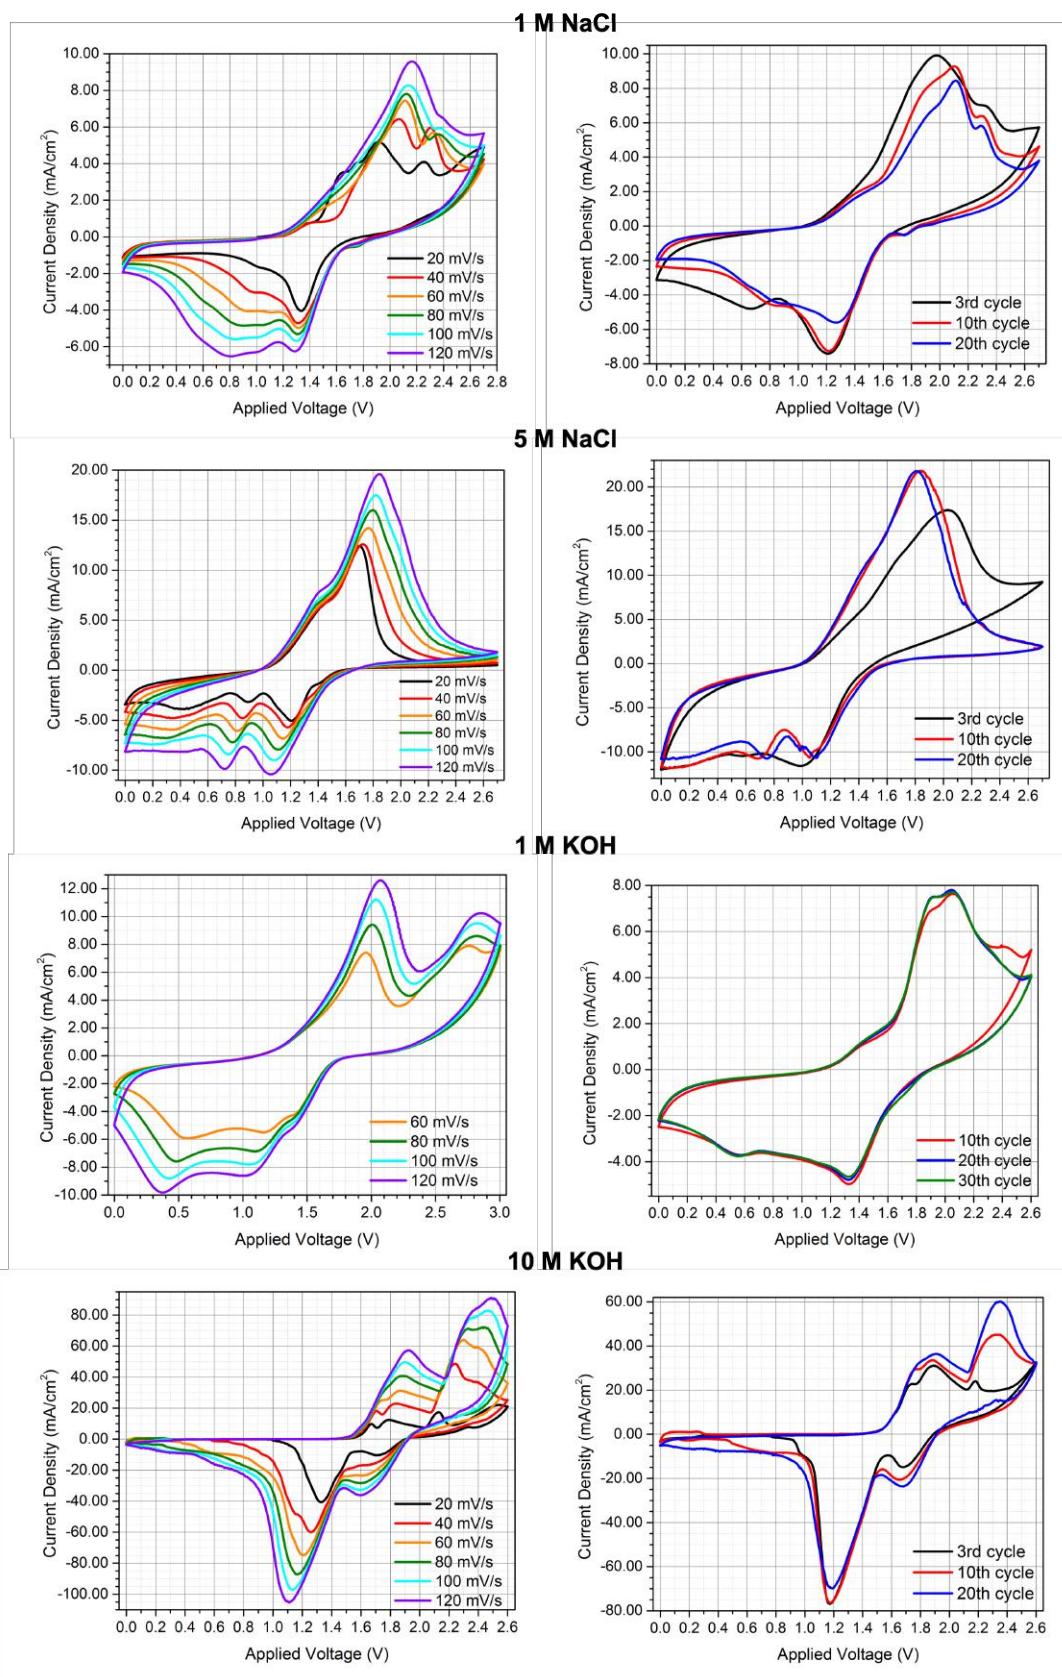 1 M NaCl
Current Density (mA/cm²)
10.00
8.00
6.00
4.00
2.00
0.00
-2.00
-4.00
-6.00
20 mV/s
40 mV/s
60 mV/s
80 mV/s
100 mV/s
120 mV/s
0.0 0.2 0.4 0.6 0.8 1.0 1.2 1.4 1.6 1.8 2.0 2.2 2.4 2.6 2.8
Applied Voltage (V)
Current Density (mA/cm²)
10.00
8.00
6.00
4.00
2.00
0.00
-2.00
-4.00
-6.00
-8.00
3rd cycle
10th cycle
20th cycle
0.0 0.2 0.4 0.6 0.8 1.0 1.2 1.4 1.6 1.8 2.0 2.2 2.4 2.6
Applied Voltage (V)
5 M NaCl
Current Density (mA/cm²)
20.00
15.00
10.00
5.00
0.00
-5.00
-10.00
20 mV/s
40 mV/s
60 mV/s
80 mV/s
100 mV/s
120 mV/s
0.0 0.2 0.4 0.6 0.8 1.0 1.2 1.4 1.6 1.8 2.0 2.2 2.4 2.6
Applied Voltage (V)
Current Density (mA/cm²)
20.00
15.00
10.00
5.00
0.00
-5.00
-10.00
3rd cycle
10th cycle
20th cycle
0.0 0.2 0.4 0.6 0.8 1.0 1.2 1.4 1.6 1.8 2.0 2.2 2.4 2.6
Applied Voltage (V)
1 M KOH
Current Density (mA/cm²)
12.00
10.00
8.00
6.00
4.00
2.00
0.00
-2.00
-4.00
-6.00
-8.00
-10.00
60 mV/s
80 mV/s
100 mV/s
120 mV/s
0.0 0.5 1.0 1.5 2.0 2.5 3.0
Applied Voltage (V)
Current Density (mA/cm²)
8.00
6.00
4.00
2.00
0.00
-2.00
-4.00
10th cycle
20th cycle
30th cycle
0.0 0.2 0.4 0.6 0.8 1.0 1.2 1.4 1.6 1.8 2.0 2.2 2.4 2.6
Applied Voltage (V)
10 M KOH
Current Density (mA/cm²)
80.00
60.00
40.00
20.00
0.00
-20.00
-40.00
-60.00
-80.00
-100.00
20 mV/s
40 mV/s
60 mV/s
80 mV/s
100 mV/s
120 mV/s
0.0 0.2 0.4 0.6 0.8 1.0 1.2 1.4 1.6 1.8 2.0 2.2 2.4 2.6
Applied Voltage (V)
Current Density (mA/cm²)
60.00
40.00
20.00
0.00
-20.00
-40.00
-60.00
-80.00
3rd cycle
10th cycle
20th cycle
0.0 0.2 0.4 0.6 0.8 1.0 1.2 1.4 1.6 1.8 2.0 2.2 2.4 2.6
Applied Voltage (V)